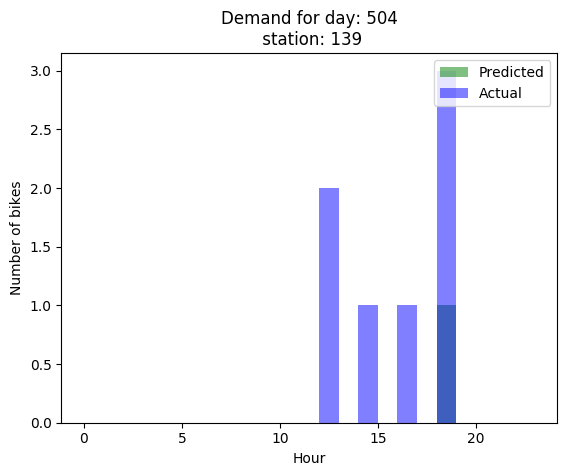 Demand for day: 504
station: 139
Predicted
Actual
3.0
2.5
2.0
1.5
1.0
0.5
0.0
Number of bikes
0 5 10 15 20
Hour